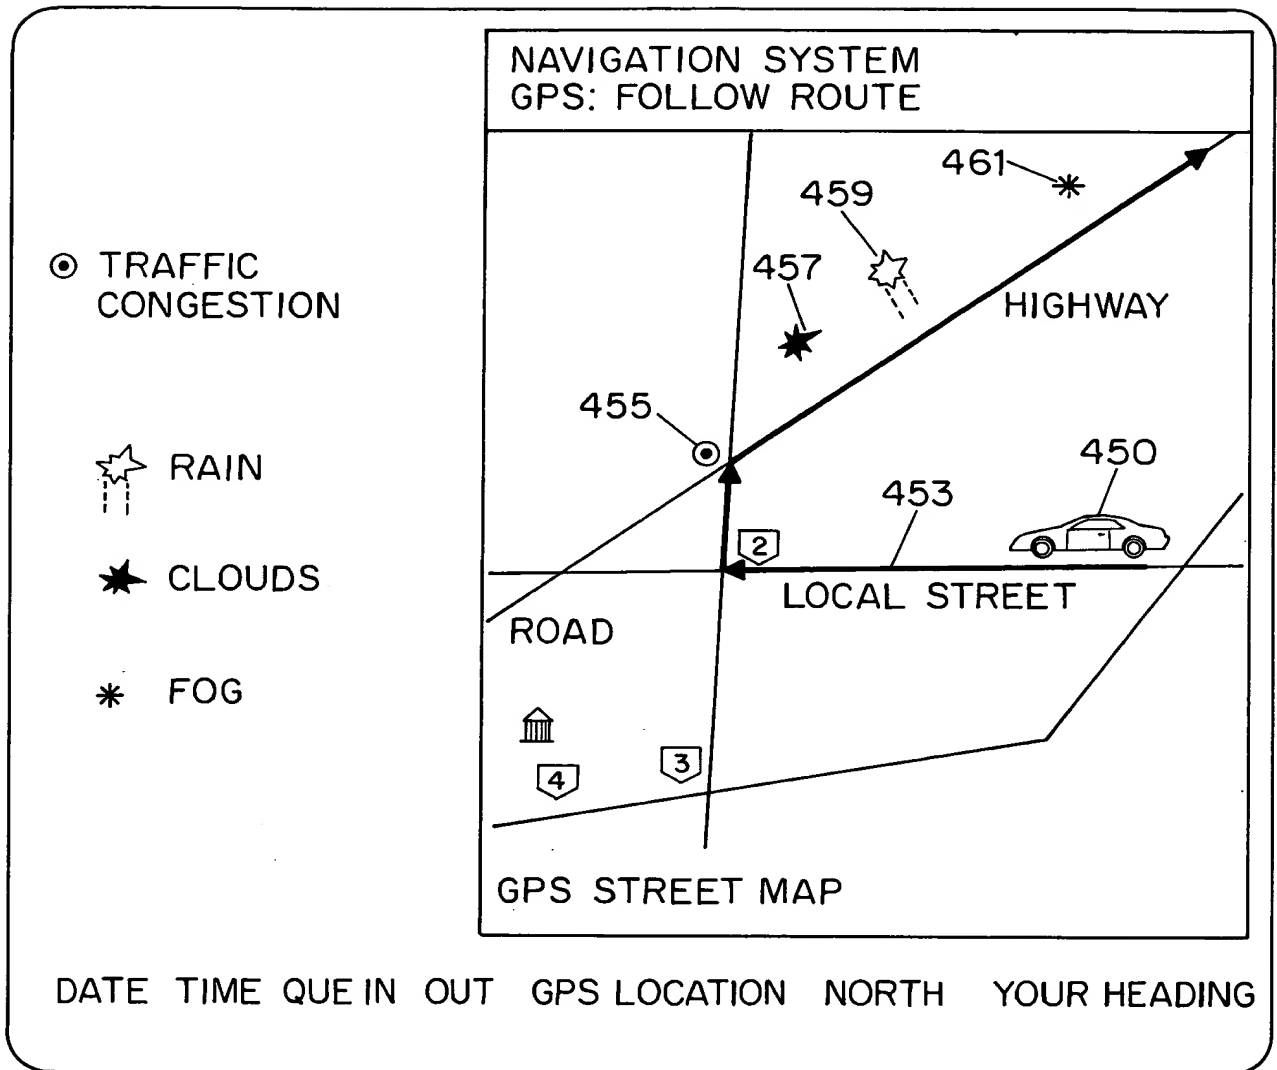 NAVIGATION SYSTEM
GPS: FOLLOW ROUTE
461
459
457
TRAFFIC
CONGESTION
HIGHWAY
455
450
RAIN
453
2
CLOUDS
LOCAL STREET
ROAD
FOG
3
4
GPS STREET MAP
DATE TIME QUE IN OUT GPS LOCATION NORTH YOUR HEADING